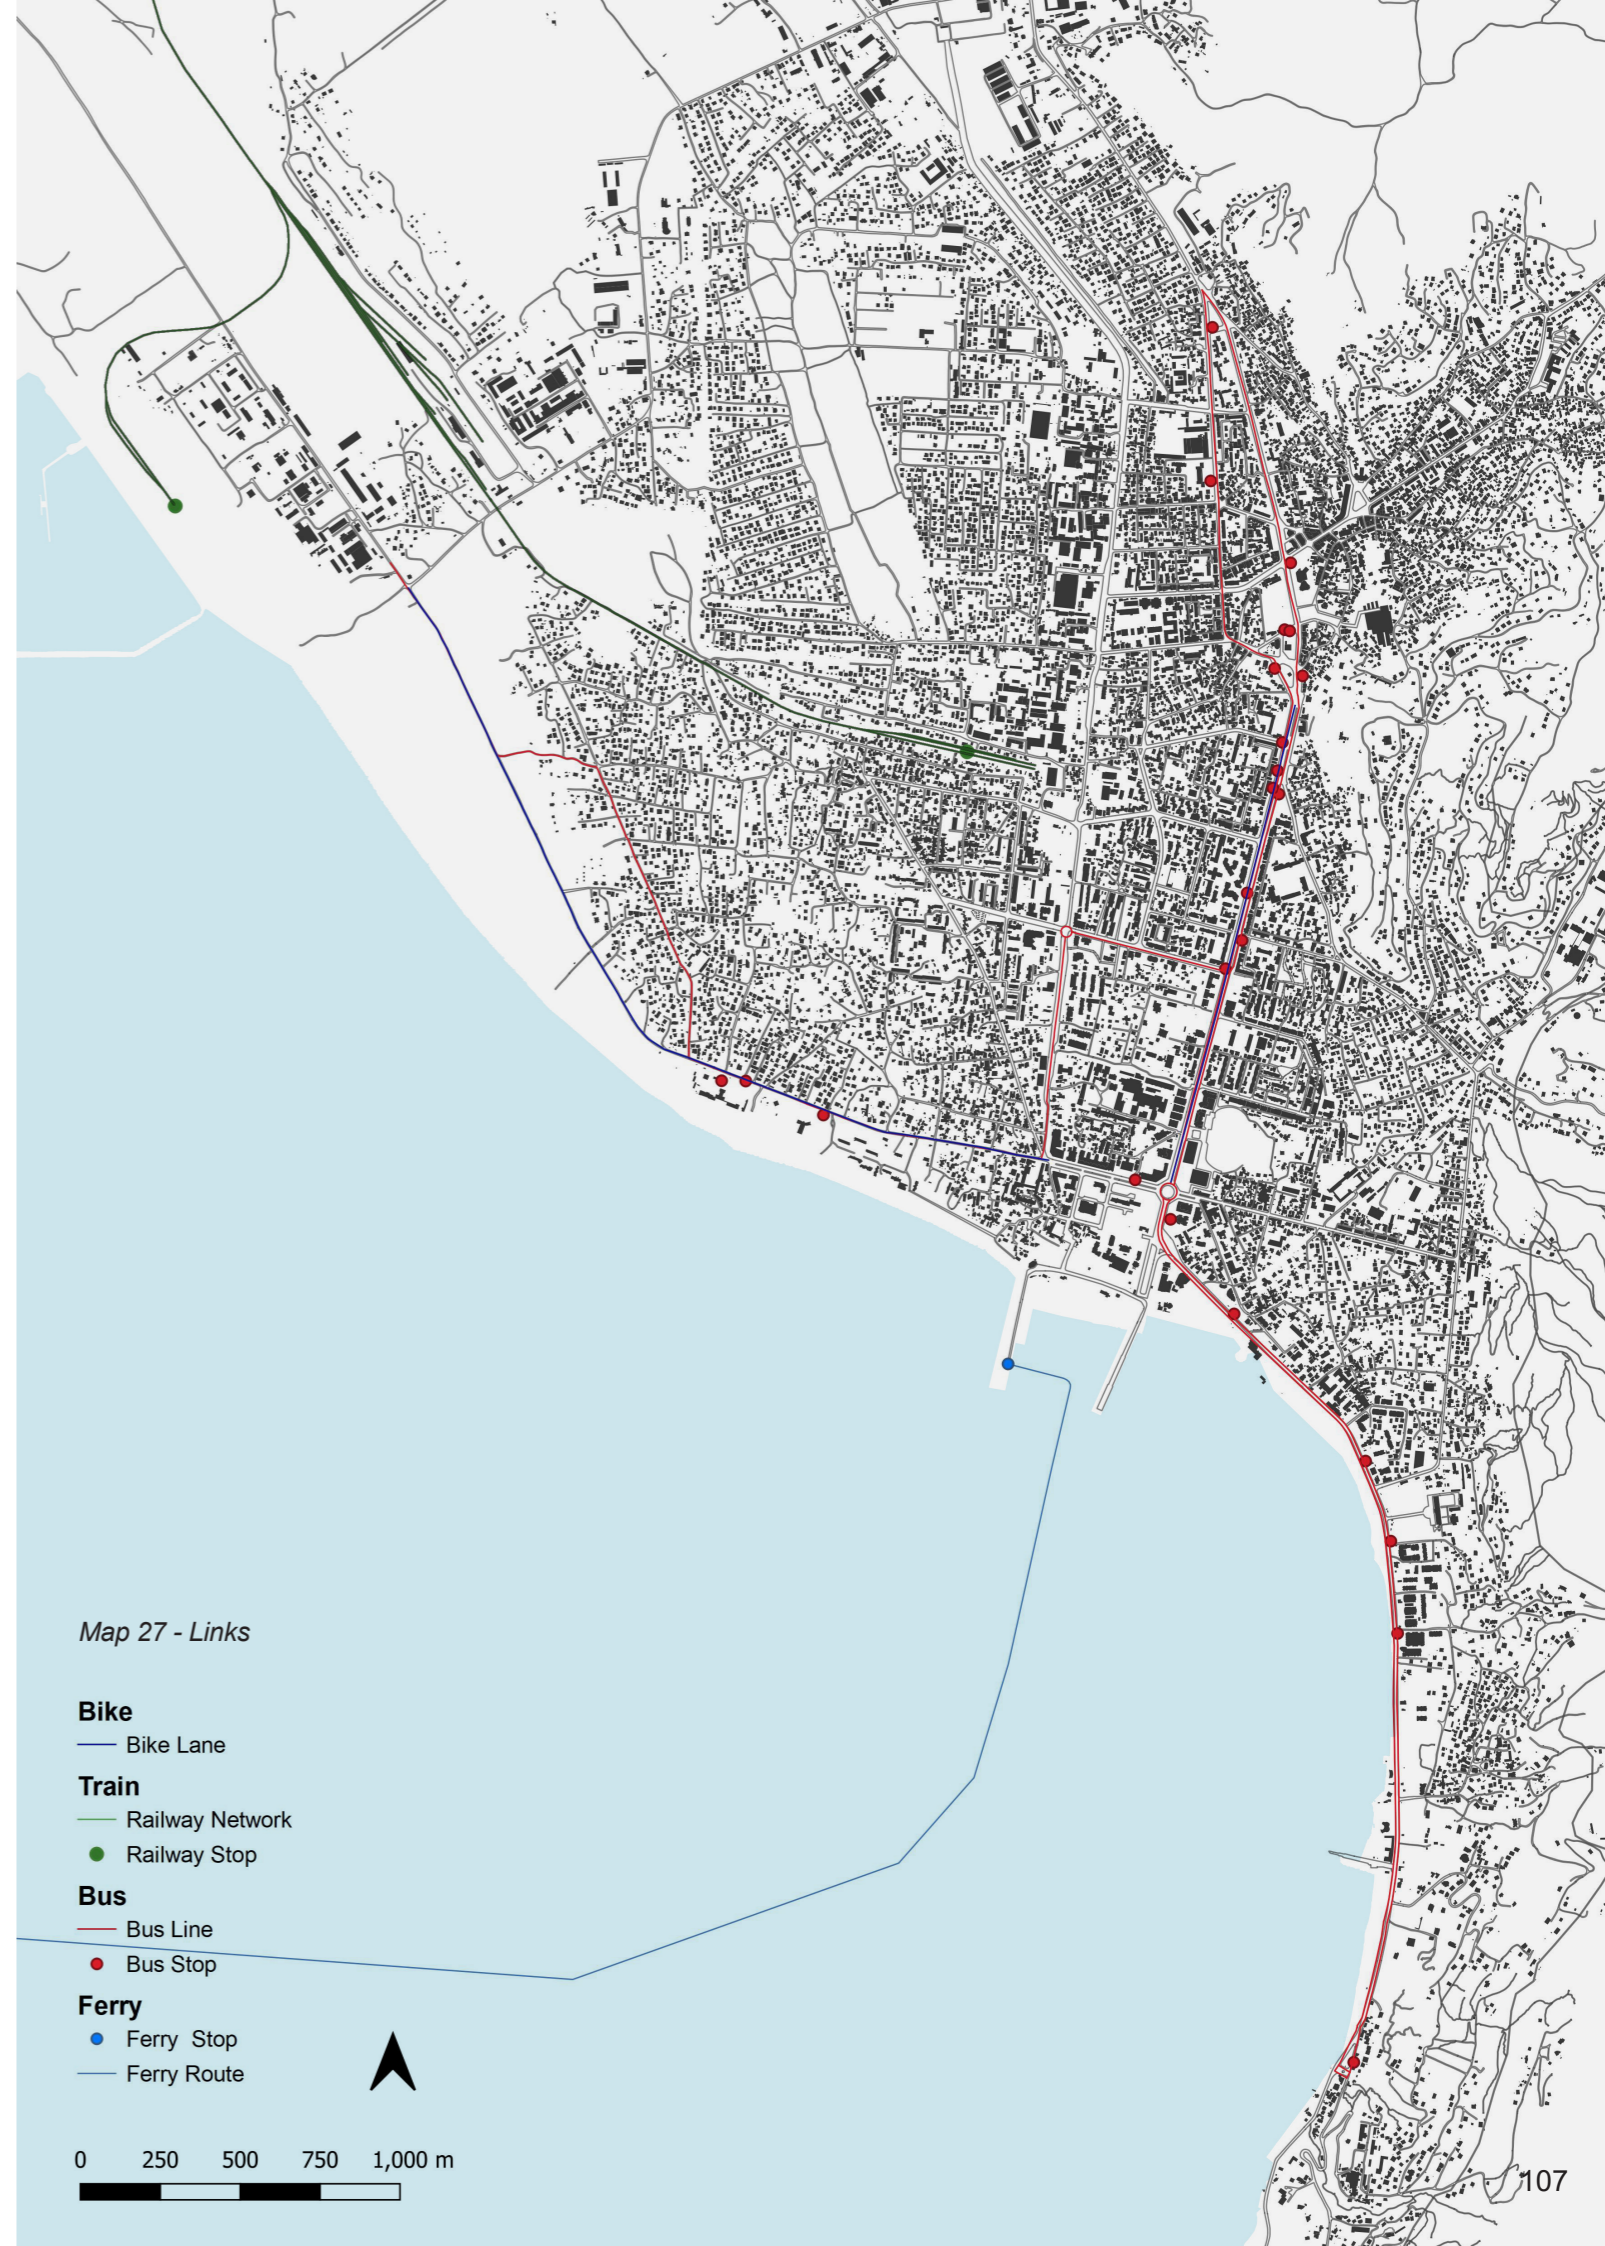 Map 27 - Links
Bike
Bike Lane
Train
Railway Network
Railway Stop
Bus
Bus Line
Bus Stop
Ferry
Ferry Stop
Ferry Route
0 250 500 750 1,000 m
107